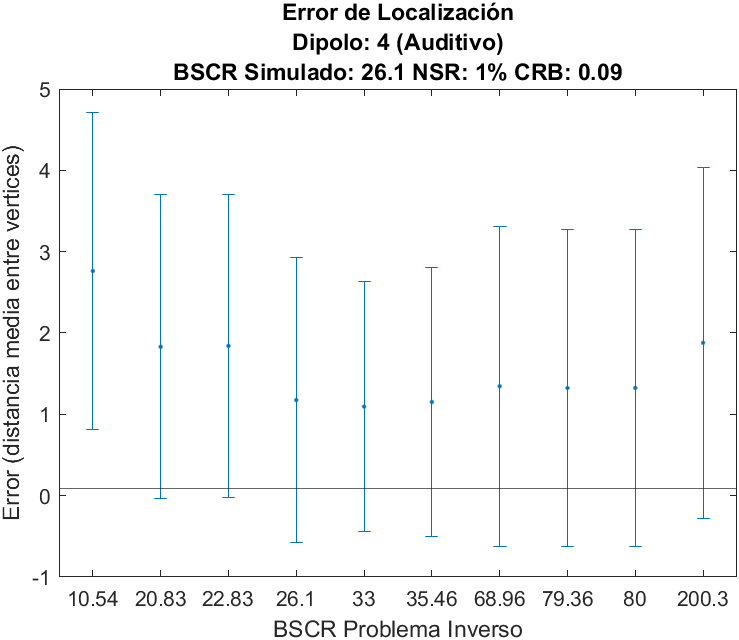 Error de Localización
Dipolo: 4 (Auditivo)
BSCR Simulado: 26.1 NSR: 1% CRB: 0.09
Error (distancia media entre vertices)
5
4
3
2
1
0
-1
10.54 20.83 22.83 26.1 33 35.46 68.96 79.36 80 200.3
BSCR Problema Inverso